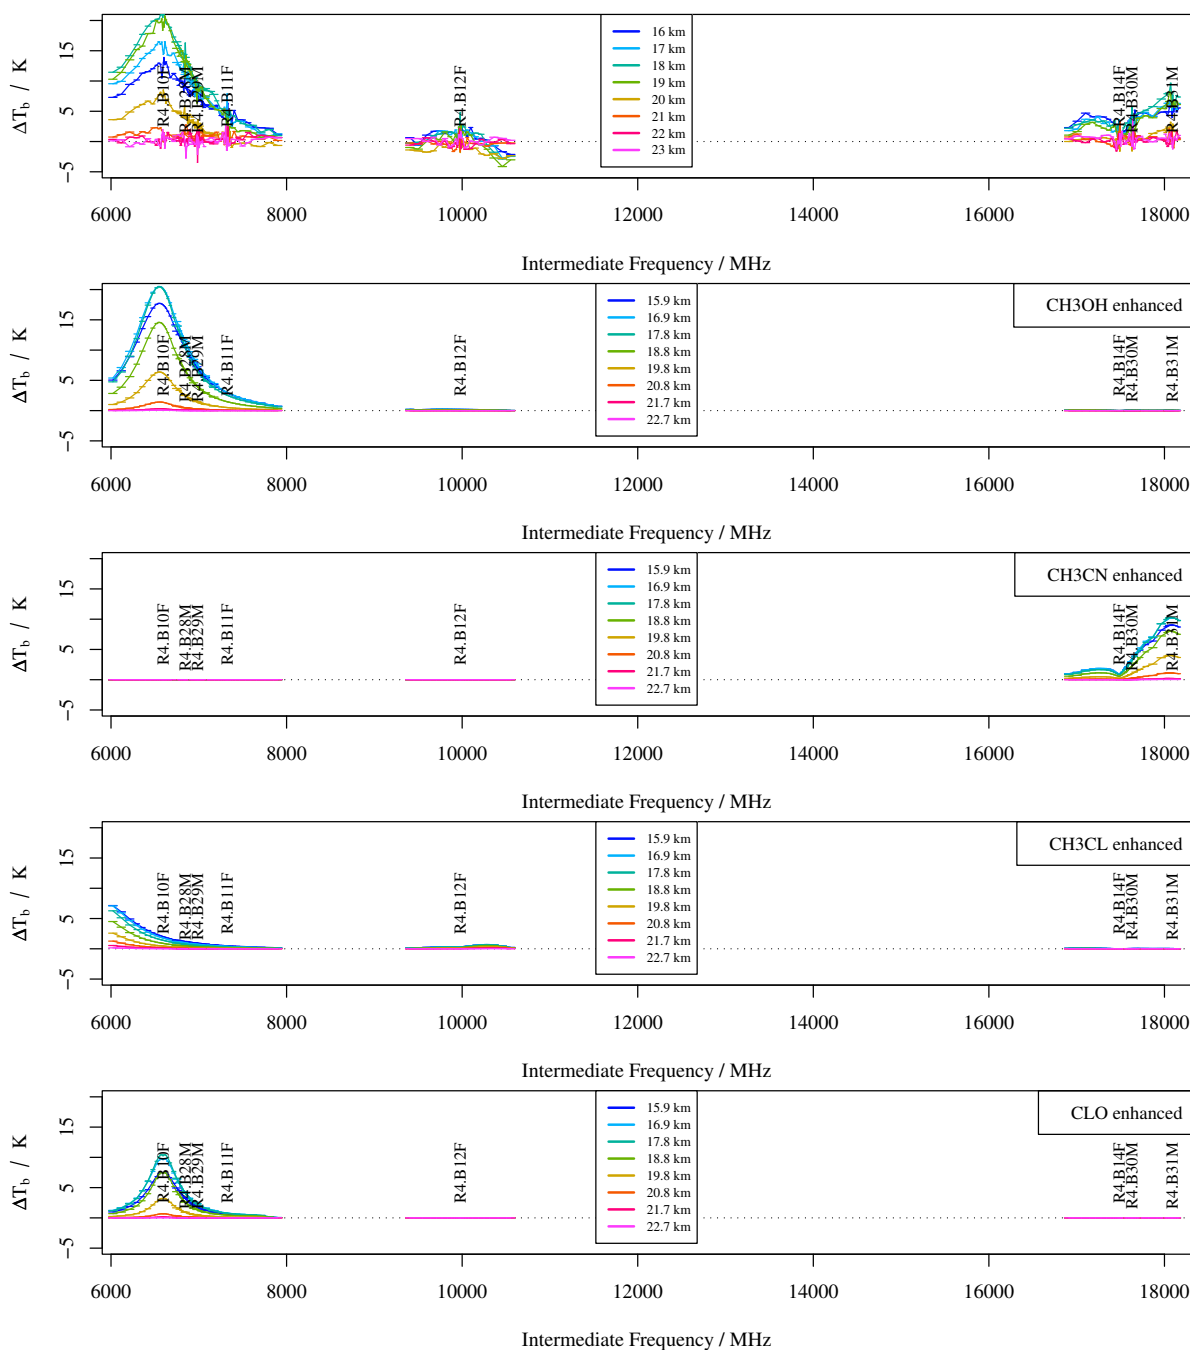 ΔT_b / K
15
5
−5
R4.B10F
R4.B28M
R4.B29M
R4.B11F
R4.B12F
R4.B14F
R4.B30M
R4.B31M
16 km
17 km
18 km
19 km
20 km
21 km
22 km
23 km
6000 8000 10000 12000 14000 16000 18000
Intermediate Frequency / MHz
ΔT_b / K
15
5
−5
R4.B10F
R4.B28M
R4.B29M
R4.B11F
R4.B12F
R4.B14F
R4.B30M
R4.B31M
15.9 km
16.9 km
17.8 km
18.8 km
19.8 km
20.8 km
21.7 km
22.7 km
CH3OH enhanced
6000 8000 10000 12000 14000 16000 18000
Intermediate Frequency / MHz
ΔT_b / K
15
5
−5
R4.B10F
R4.B28M
R4.B29M
R4.B11F
R4.B12F
R4.B14F
R4.B30M
R4.B31M
15.9 km
16.9 km
17.8 km
18.8 km
19.8 km
20.8 km
21.7 km
22.7 km
CH3CN enhanced
6000 8000 10000 12000 14000 16000 18000
Intermediate Frequency / MHz
ΔT_b / K
15
5
−5
R4.B10F
R4.B28M
R4.B29M
R4.B11F
R4.B12F
R4.B14F
R4.B30M
R4.B31M
15.9 km
16.9 km
17.8 km
18.8 km
19.8 km
20.8 km
21.7 km
22.7 km
CH3CL enhanced
6000 8000 10000 12000 14000 16000 18000
Intermediate Frequency / MHz
ΔT_b / K
15
5
−5
R4.B10F
R4.B28M
R4.B29M
R4.B11F
R4.B12F
R4.B14F
R4.B30M
R4.B31M
15.9 km
16.9 km
17.8 km
18.8 km
19.8 km
20.8 km
21.7 km
22.7 km
CLO enhanced
6000 8000 10000 12000 14000 16000 18000
Intermediate Frequency / MHz